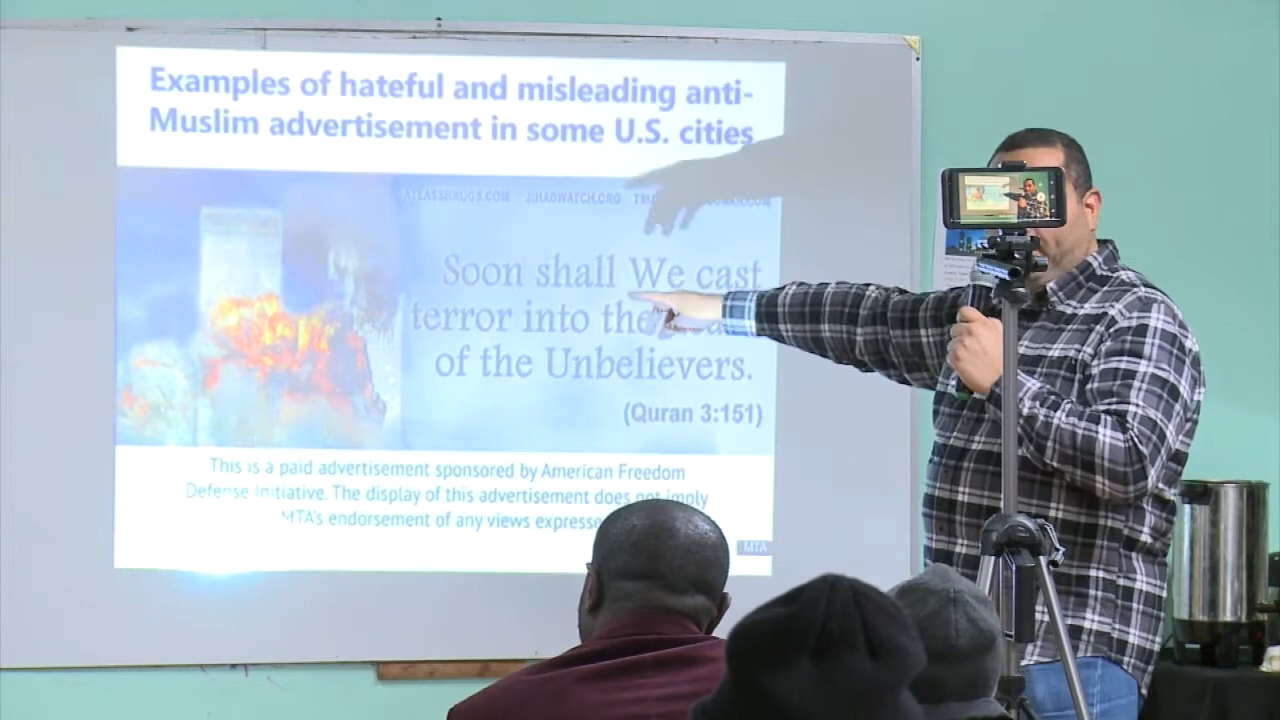 Examples of hateful and misleading anti-
Muslim advertisement in some U.S. cities
ATLASSHRUGS.COM JIHADWATCH.ORG
Soon shall We cast
terror into the
of the Unbelievers.
(Quran 3:151)
This is a paid advertisement sponsored by American Freedom
Defense Initiative. The display of this advertisement does not imply
MTA's endorsement of any views
MTA